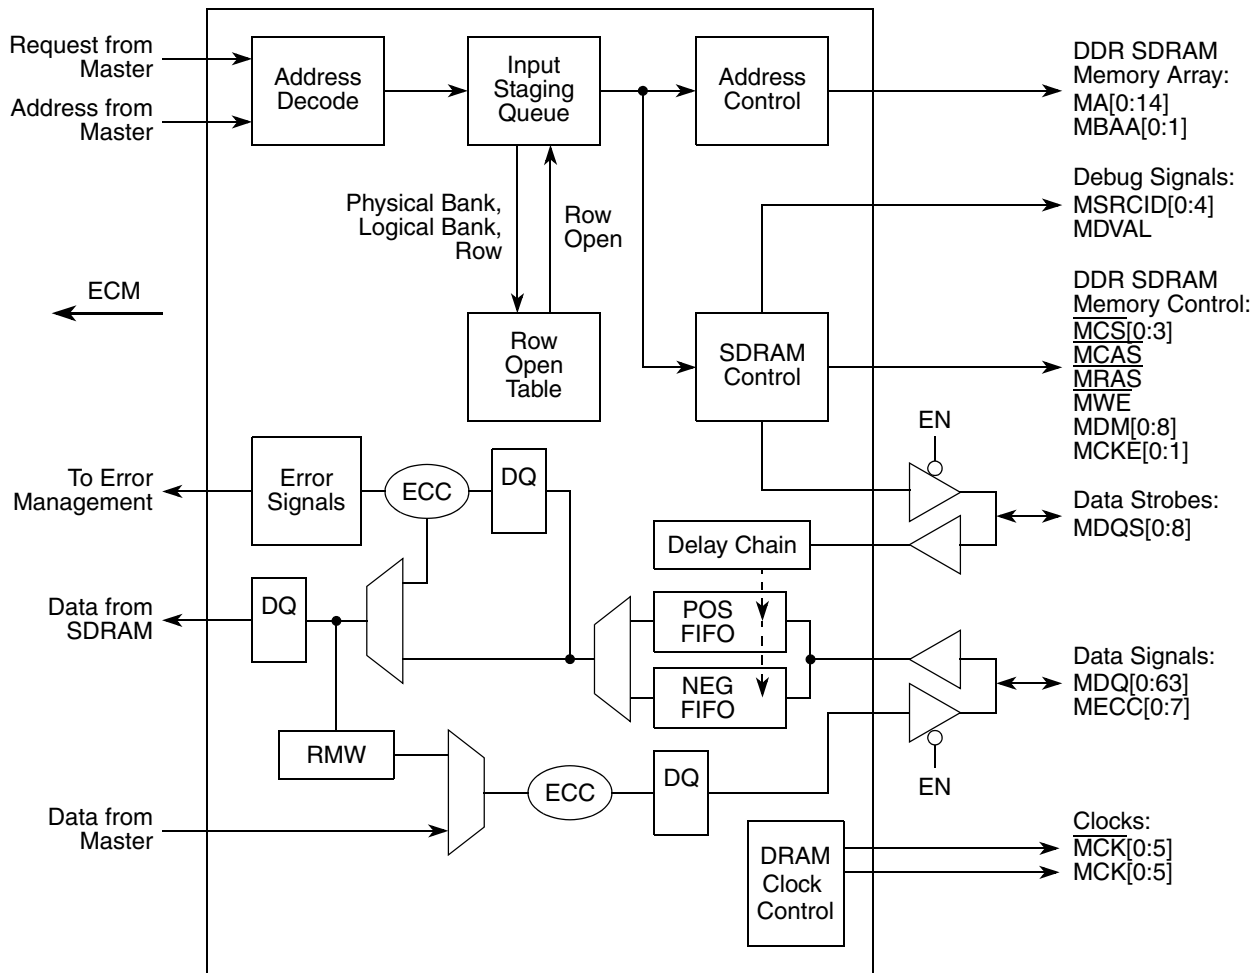 Request from
Master
Address from
Master
Address
Decode
Input
Staging
Queue
Address
Control
DDR SDRAM
Memory Array:
MA[0:14]
MBAA[0:1]
Physical Bank,
Logical Bank,
Row
Row
Open
Debug Signals:
MSRCID[0:4]
MDVAL
ECM
Row
Open
Table
SDRAM
Control
DDR SDRAM
Memory Control:
MCS[0:3]
MCAS
MRAS
MWE
MDM[0:8]
MCKE[0:1]
EN
To Error
Management
Error
Signals
ECC
DQ
Data Strobes:
MDQS[0:8]
Delay Chain
Data from
SDRAM
DQ
POS
FIFO
NEG
FIFO
Data Signals:
MDQ[0:63]
MECC[0:7]
RMW
ECC
DQ
EN
Data from
Master
DRAM
Clock
Control
Clocks:
MCK[0:5]
MCK[0:5]